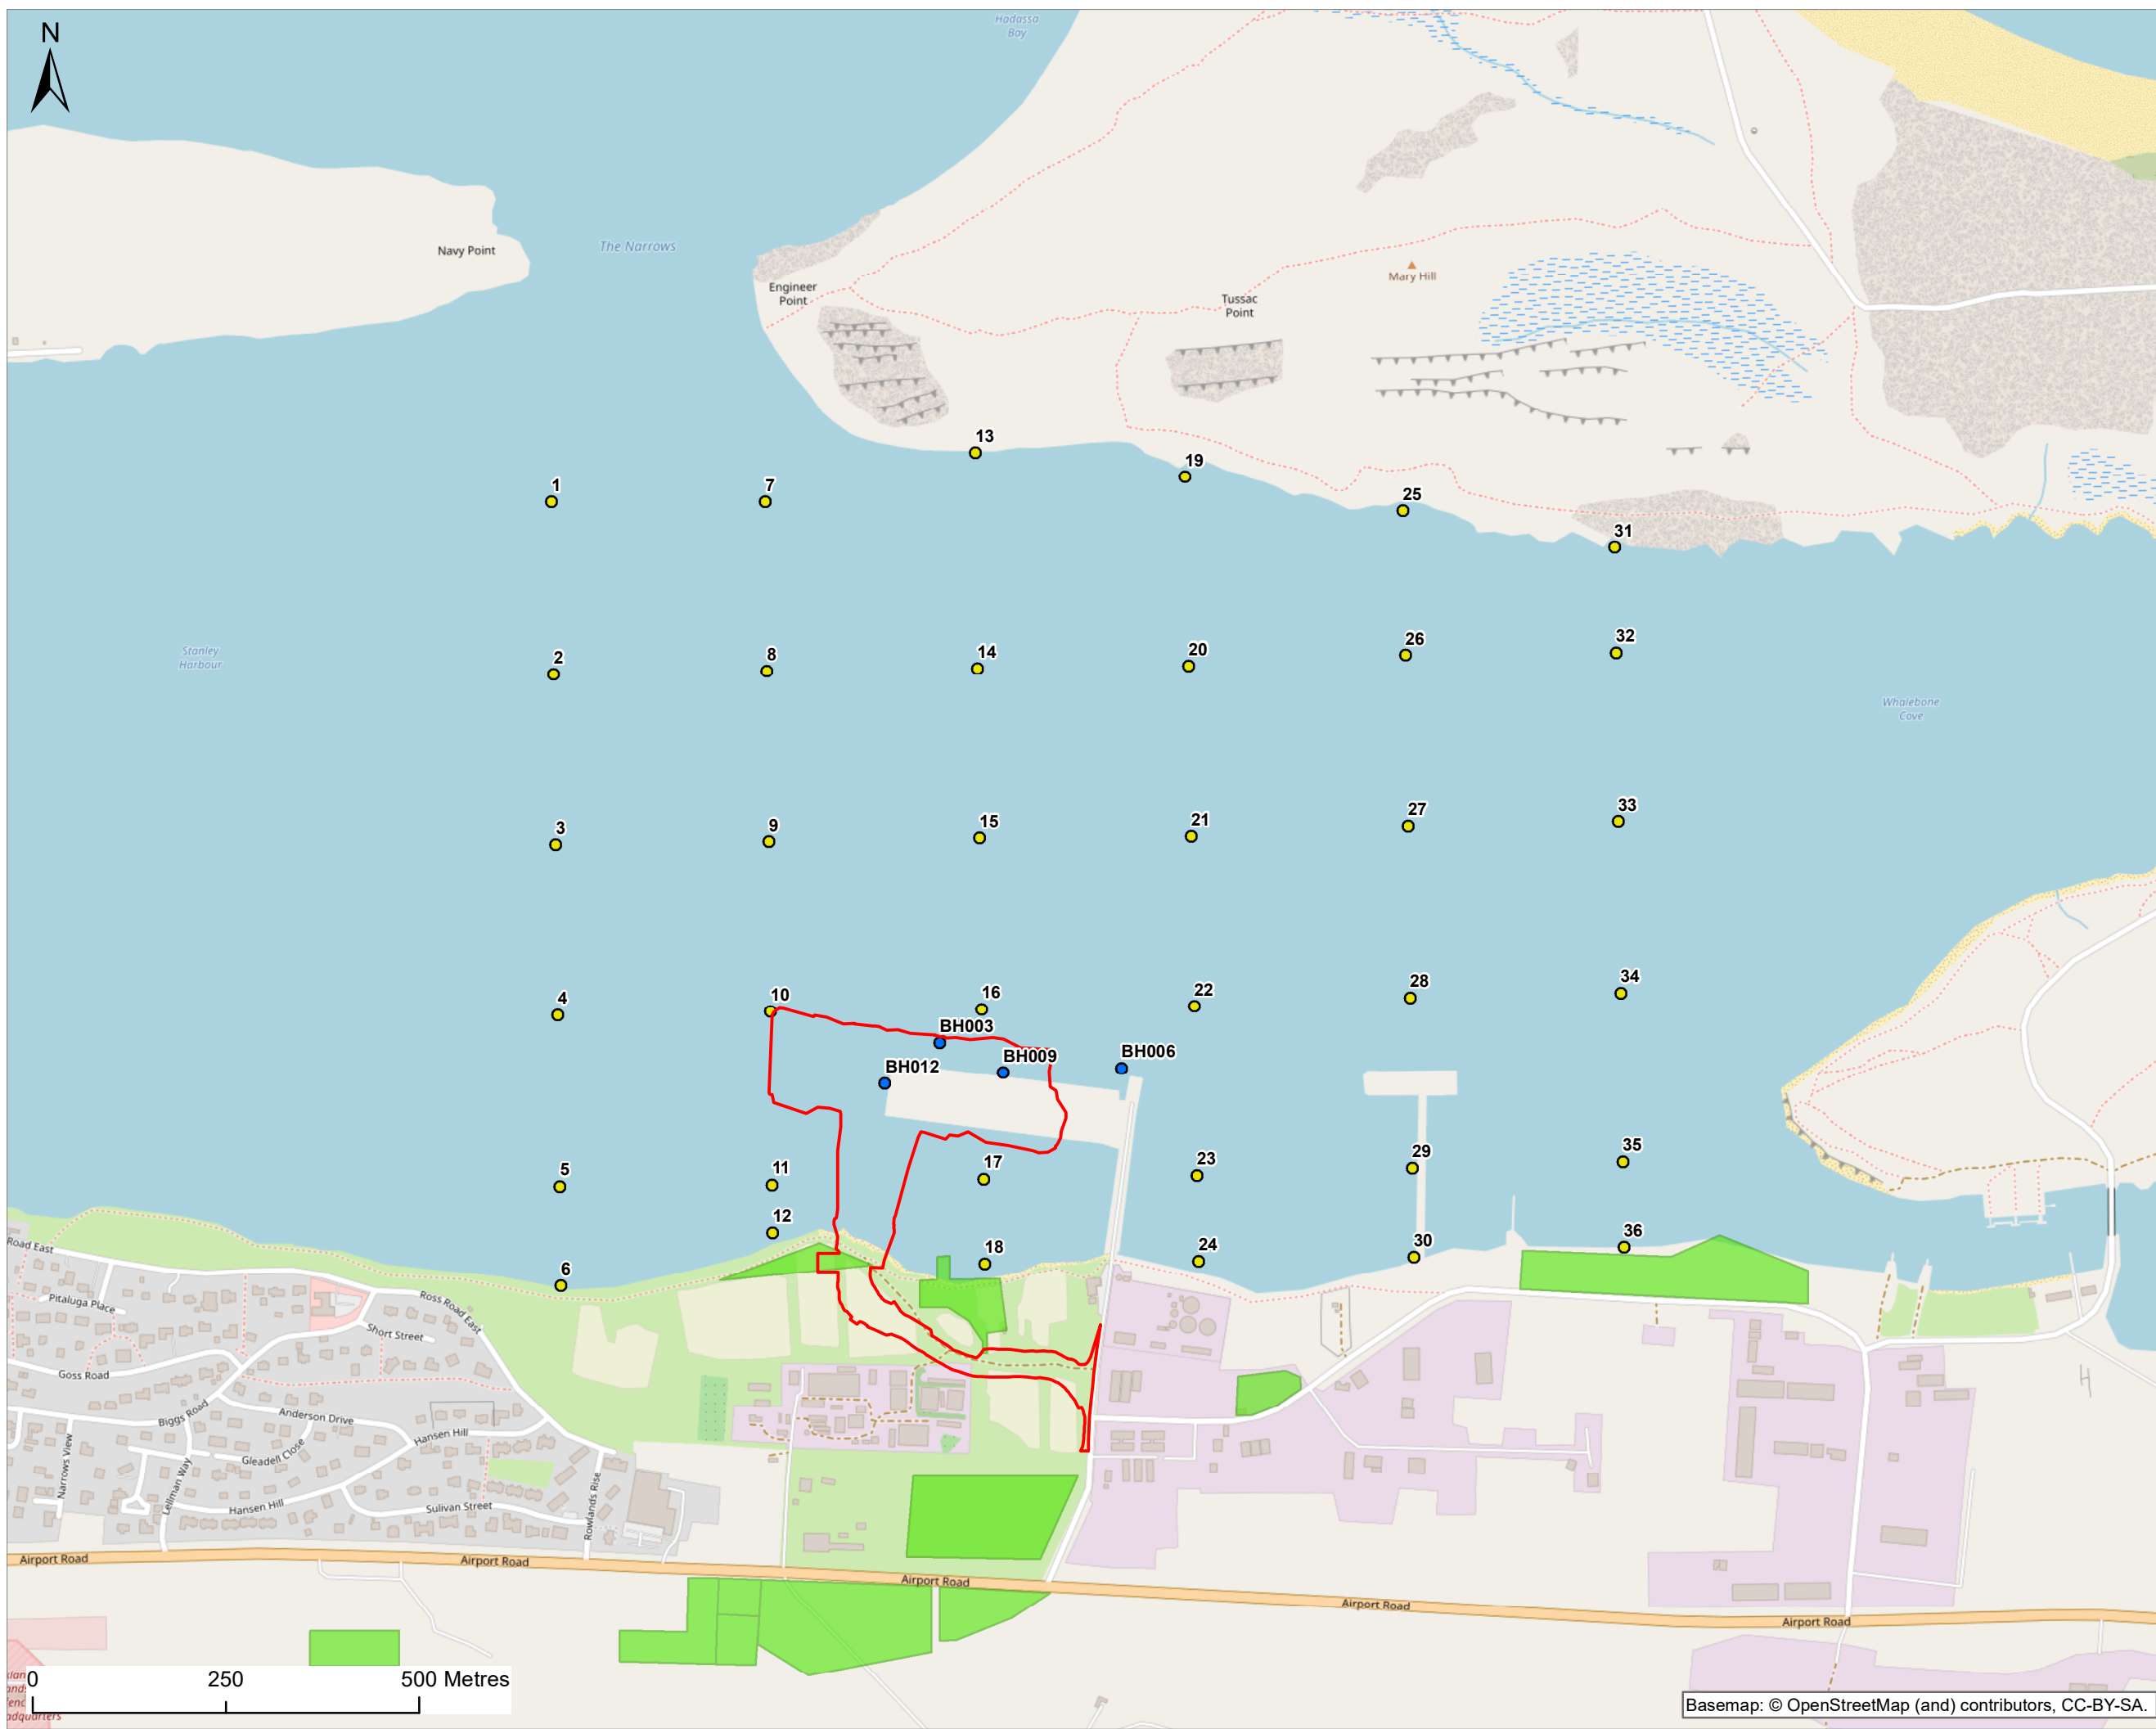 N
Hadassa
Bay
Navy Point
The Narrows
Engineer
Point
Tussac
Point
Mary Hill
13
19
1
7
25
31
Stanley
Harbour
2
8
14
20
26
32
Whalebone
Cove
3
9
15
21
27
33
4
10
16
22
28
34
BH003
BH012
BH009
BH006
5
11
17
23
29
35
12
6
18
24
30
36
Road East
Pitaluga Place
Ross Road East
Short Street
Goss Road
Biggs Road
Anderson Drive
Hansen Hill
Narrows View
Lellman Way
Gleadell Close
Hansen Hill
Sulivan Street
Rowlands Rise
Airport Road
Airport Road
Airport Road
Airport Road
Airport Road
0 250 500 Metres
Basemap: © OpenStreetMap (and) contributors, CC-BY-SA.